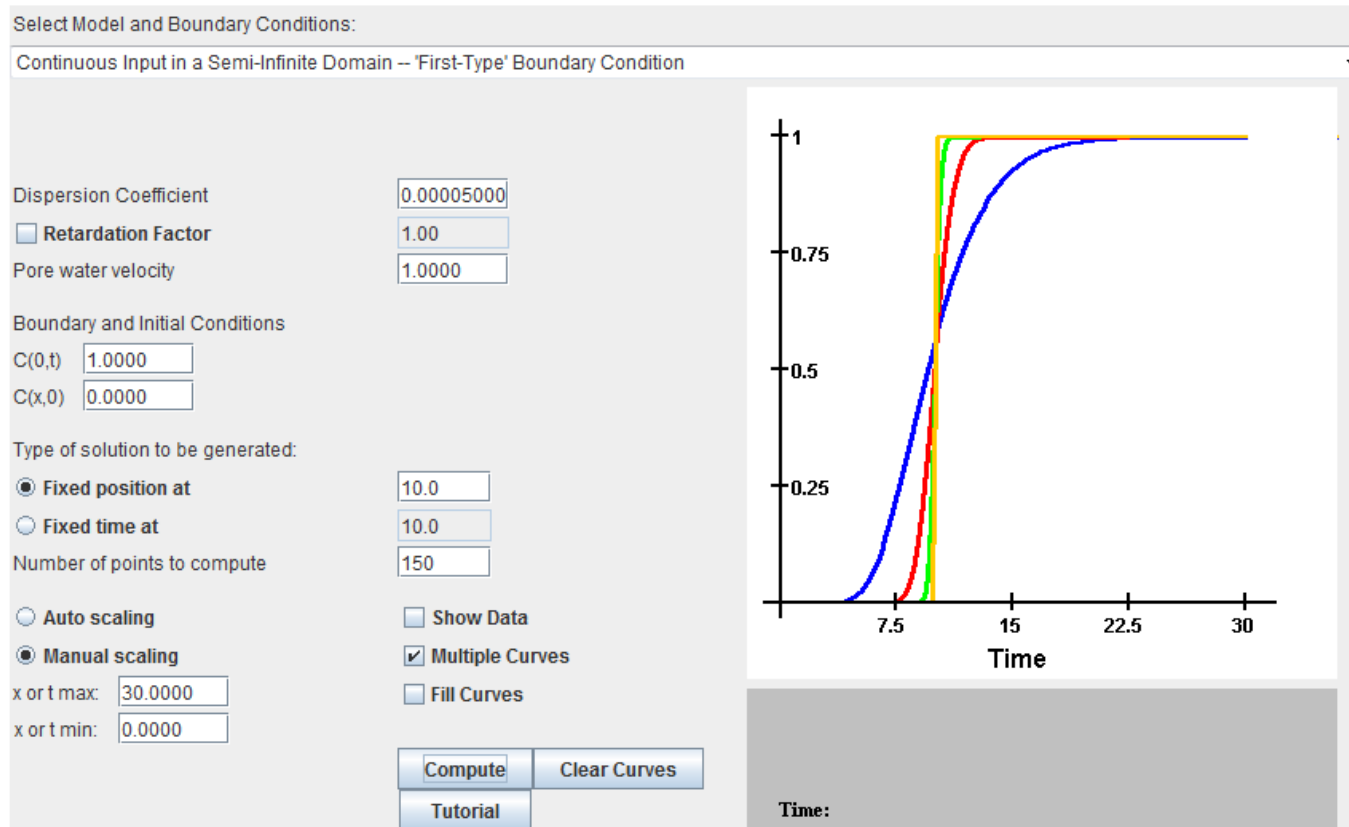 Select Model and Boundary Conditions:
Continuous Input in a Semi-Infinite Domain -- 'First-Type' Boundary Condition
Dispersion Coefficient 0.00005000
Retardation Factor 1.00
Pore water velocity 1.0000
Boundary and Initial Conditions
C(0,t) 1.0000
C(x,0) 0.0000
Type of solution to be generated:
Fixed position at 10.0
Fixed time at 10.0
Number of points to compute 150
Auto scaling Show Data
Manual scaling Multiple Curves
x or t max: 30.0000 Fill Curves
x or t min: 0.0000
Compute Clear Curves
Tutorial
1
0.75
0.5
0.25
7.5 15 22.5 30
Time
Time: